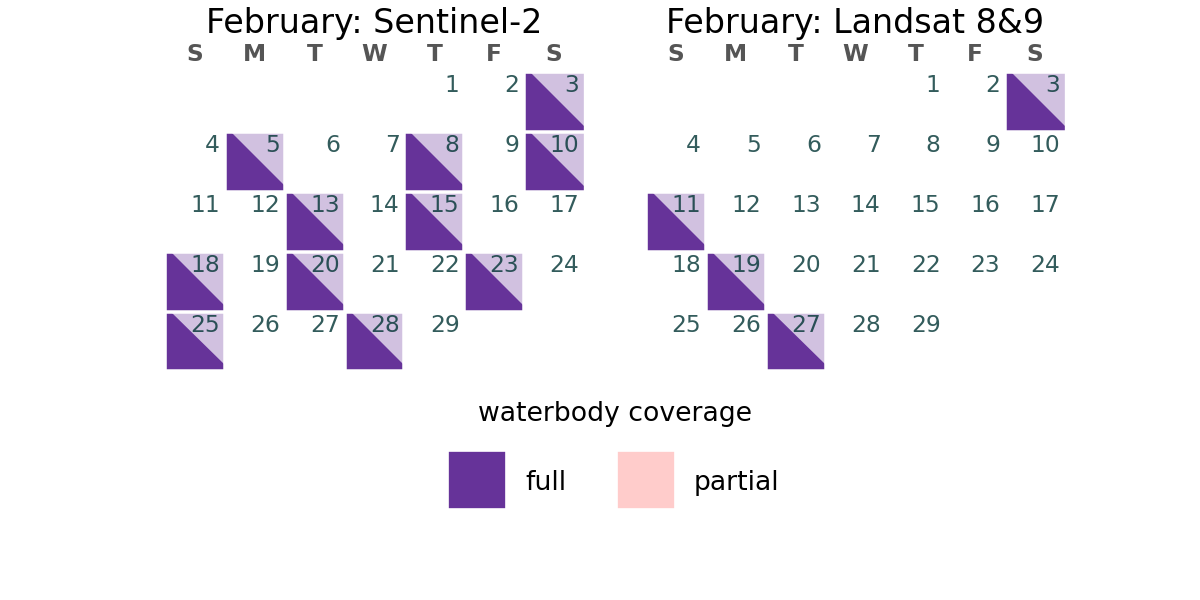 February: Sentinel-2
S M T W T F S
1 2 3
4 5 6 7 8 9 10
11 12 13 14 15 16 17
18 19 20 21 22 23 24
25 26 27 28 29
February: Landsat 8&9
S M T W T F S
1 2 3
4 5 6 7 8 9 10
11 12 13 14 15 16 17
18 19 20 21 22 23 24
25 26 27 28 29
waterbody coverage
full partial